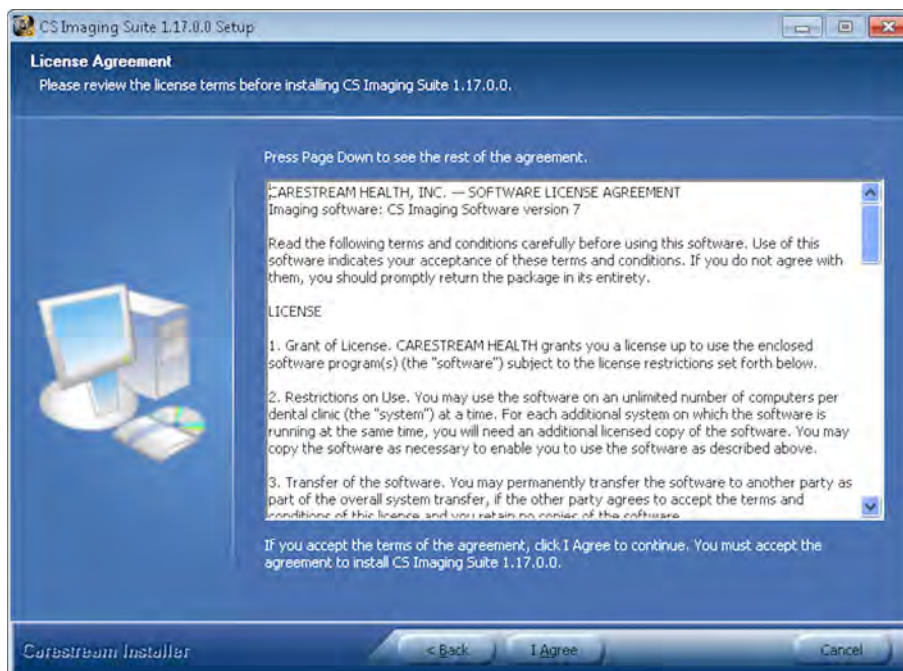 CS Imaging Suite 1.17.0.0 Setup
License Agreement
Please review the license terms before installing CS Imaging Suite 1.17.0.0.
Press Page Down to see the rest of the agreement.
CARESTREAM HEALTH, INC. — SOFTWARE LICENSE AGREEMENT
Imaging software: CS Imaging Software version 7
Read the following terms and conditions carefully before using this software. Use of this
software indicates your acceptance of these terms and conditions. If you do not agree with
them, you should promptly return the package in its entirety.
LICENSE
1. Grant of License. CARESTREAM HEALTH grants you a license up to use the enclosed
software program(s) (the "software") subject to the license restrictions set forth below.
2. Restrictions on Use. You may use the software on an unlimited number of computers per
dental clinic (the "system") at a time. For each additional system on which the software is
running at the same time, you will need an additional licensed copy of the software. You may
copy the software as necessary to enable you to use the software as described above.
3. Transfer of the software. You may permanently transfer the software to another party as
part of the overall system transfer, if the other party agrees to accept the terms and
conditions of this license and you retain no copies of the software
If you accept the terms of the agreement, click I Agree to continue. You must accept the
agreement to install CS Imaging Suite 1.17.0.0.
Carestream Installer
< Back
I Agree
Cancel